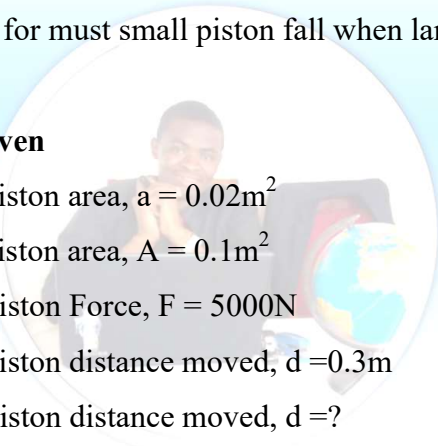 for must small piston fall when
ven
iston area, a = 0.02m²
iston area, A = 0.1m²
iston Force, F = 5000N
iston distance moved, d =0.3m
iston distance moved, d =?